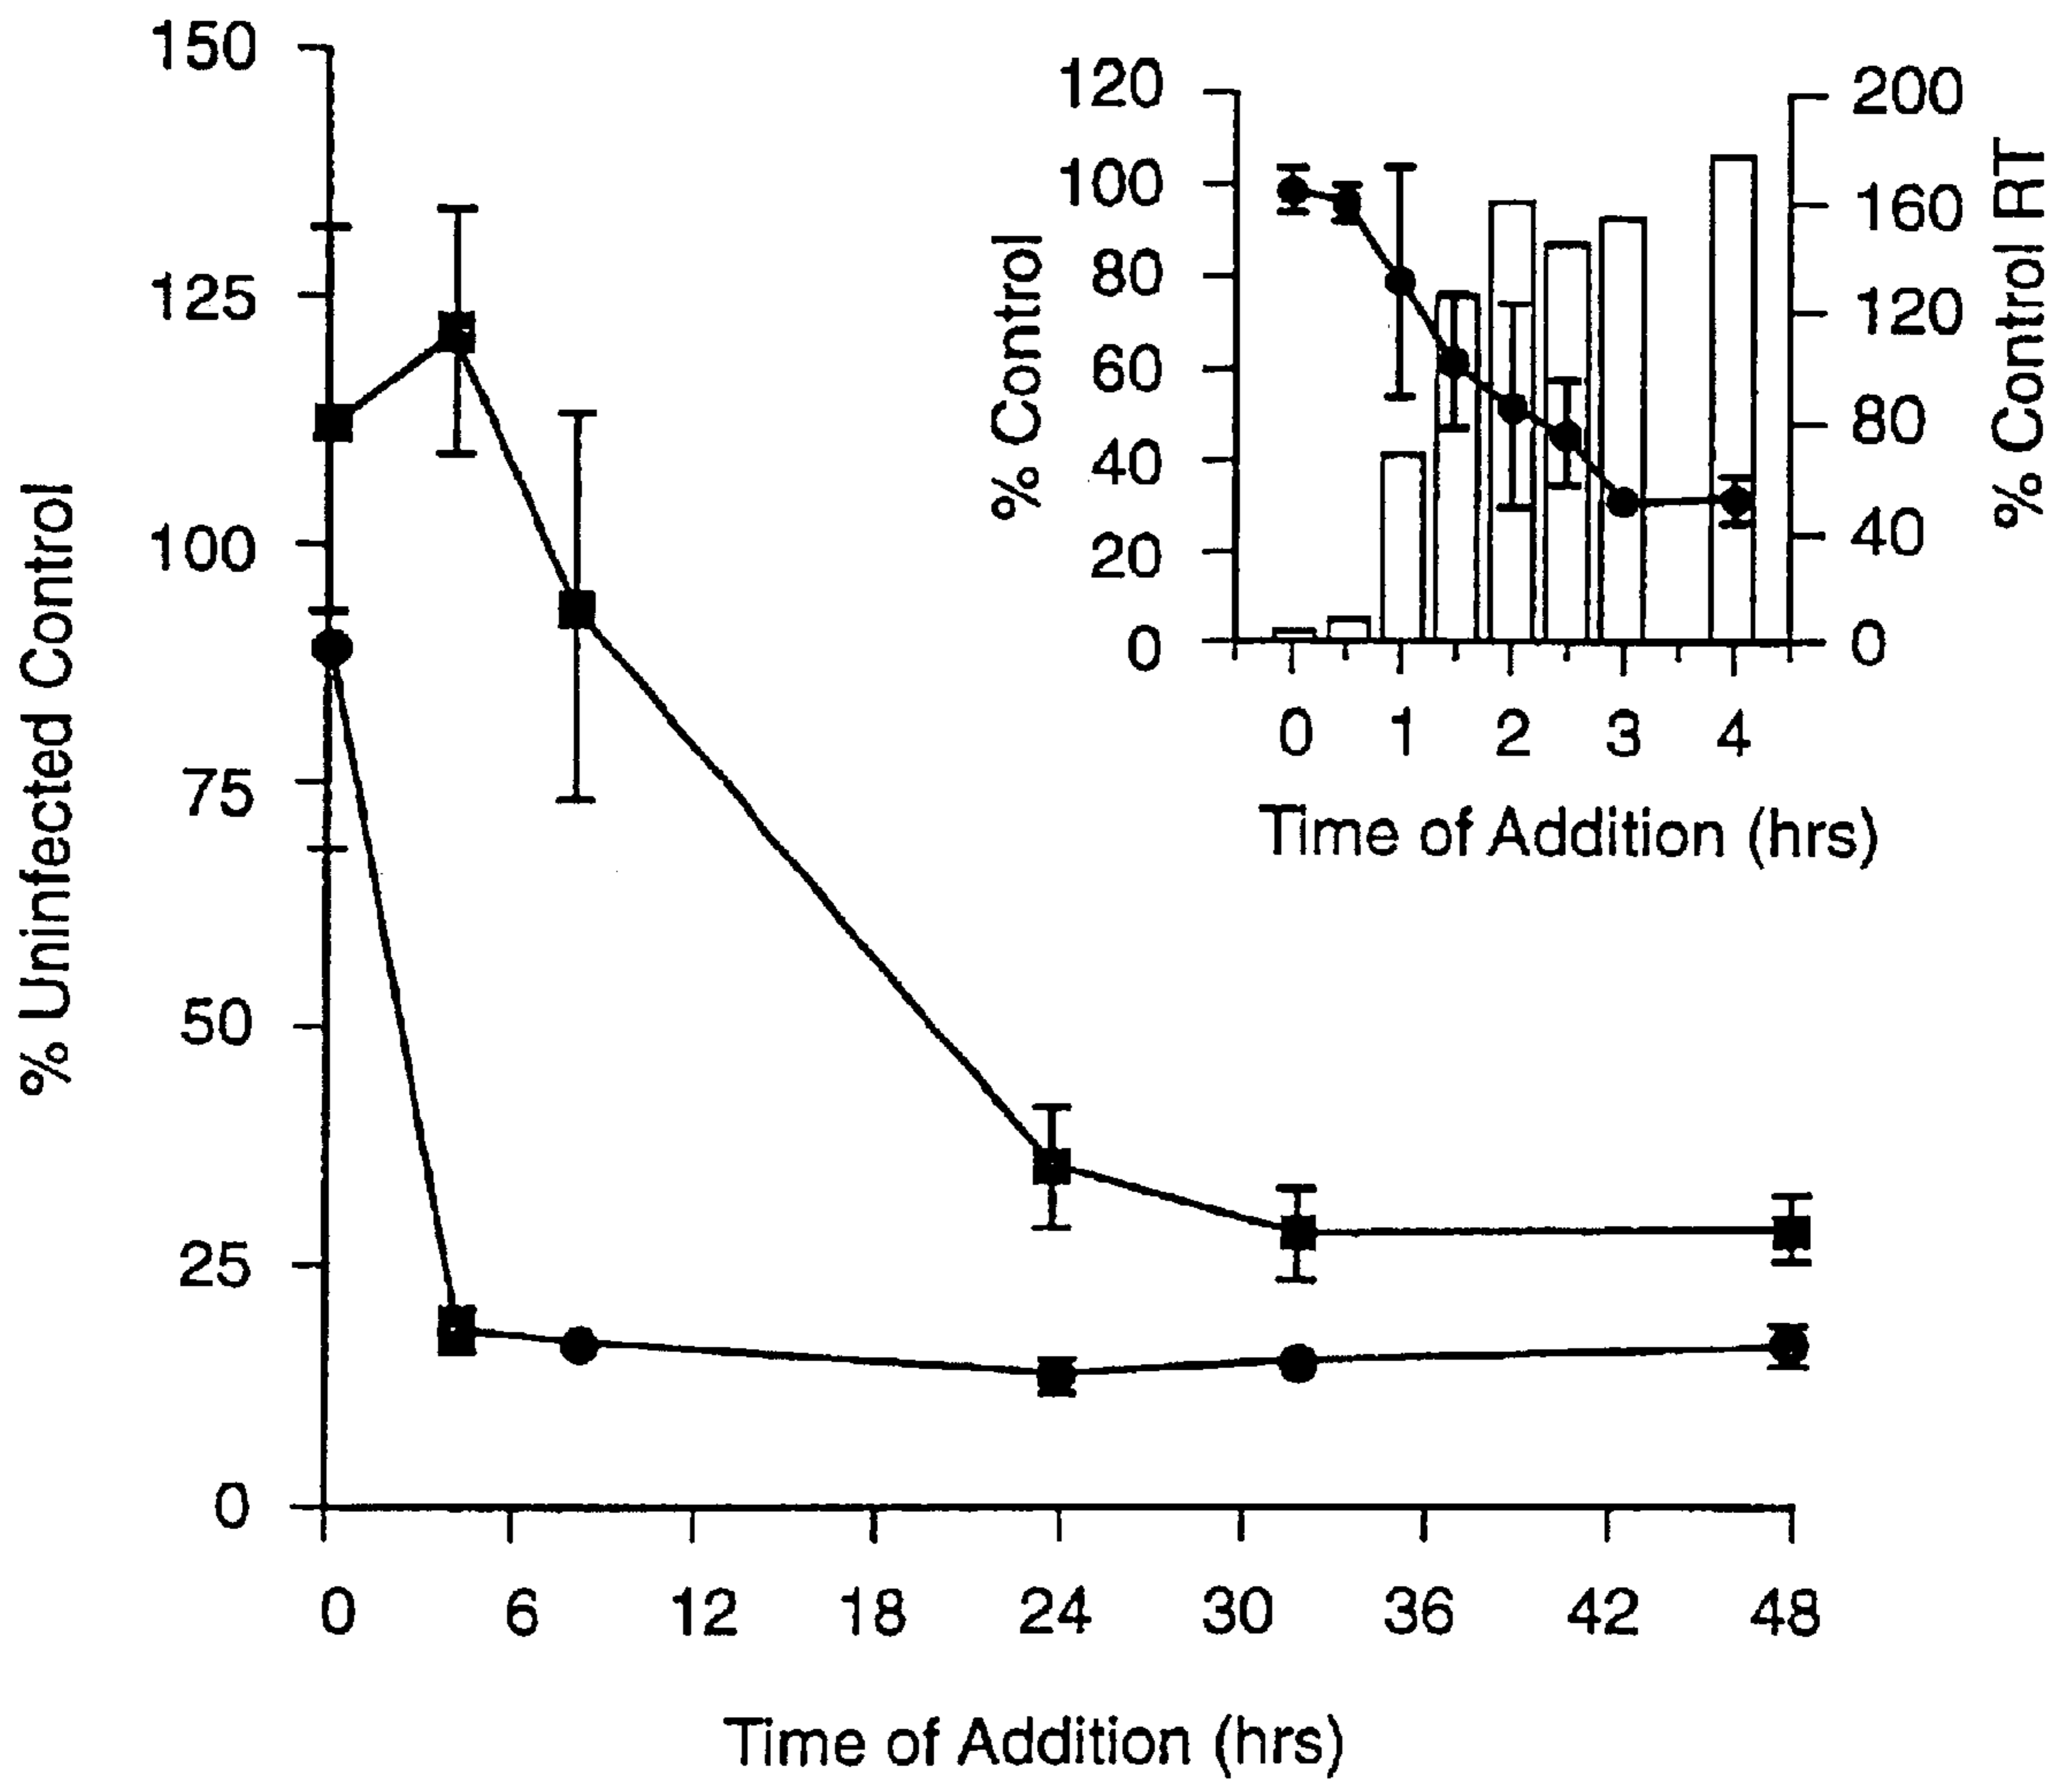 150
125
100
75
50
25
0
% Uninfected Control
0 6 12 18 24 30 36 42 48
Time of Addition (hrs)
120
100
80
60
40
20
0
% Control
200
160
120
80
40
0
% Control RT
0 1 2 3 4
Time of Addition (hrs)